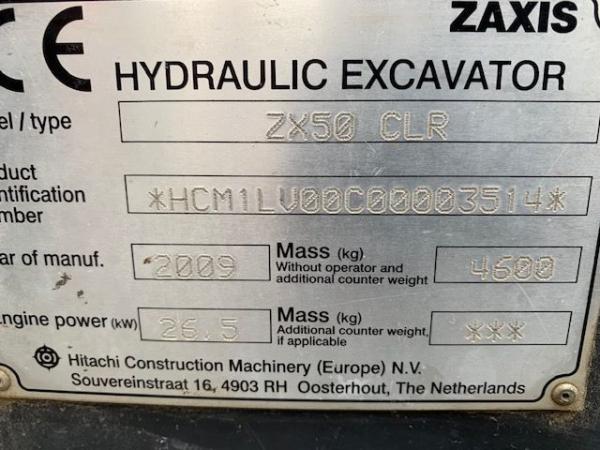 ZAXIS
CE
HYDRAULIC EXCAVATOR
el / type ZX50 CLR
duct
ntification
mber
*HCM1LV00C00003514*
ar of manuf. 2009 Mass (kg) 4600
Without operator and
additional counter weight
ngine power (kW) 26.5 Mass (kg) ***
Additional counter weight,
if applicable
Hitachi Construction Machinery (Europe) N.V.
Souvereinstraat 16, 4903 RH Oosterhout, The Netherlands